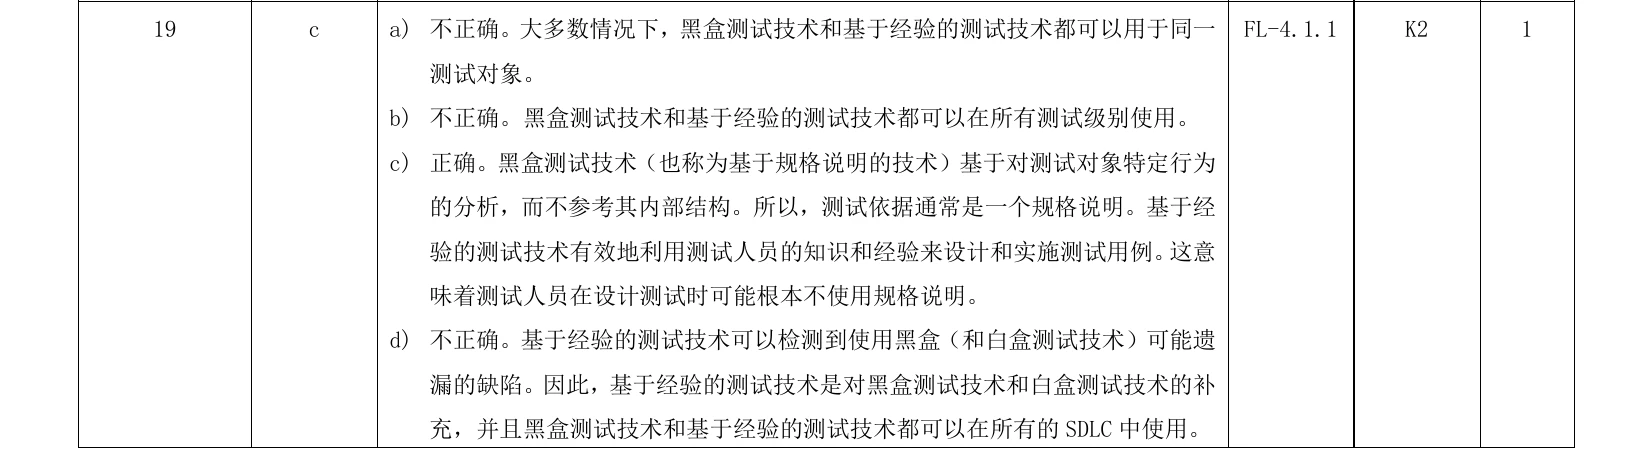 19 c a) 不正确。大多数情况下，黑盒测试技术和基于经验的测试技术都可以用于同一 FL-4.1.1 K2 1
测试对象。
b) 不正确。黑盒测试技术和基于经验的测试技术都可以在所有测试级别使用。
c) 正确。黑盒测试技术（也称为基于规格说明的技术）基于对测试对象特定行为
的分析，而不参考其内部结构。所以，测试依据通常是一个规格说明。基于经
验的测试技术有效地利用测试人员的知识和经验来设计和实施测试用例。这意
味着测试人员在设计测试时可能根本不使用规格说明。
d) 不正确。基于经验的测试技术可以检测到使用黑盒（和白盒测试技术）可能遗
漏的缺陷。因此，基于经验的测试技术是对黑盒测试技术和白盒测试技术的补
充，并且黑盒测试技术和基于经验的测试技术都可以在所有的 SDLC 中使用。